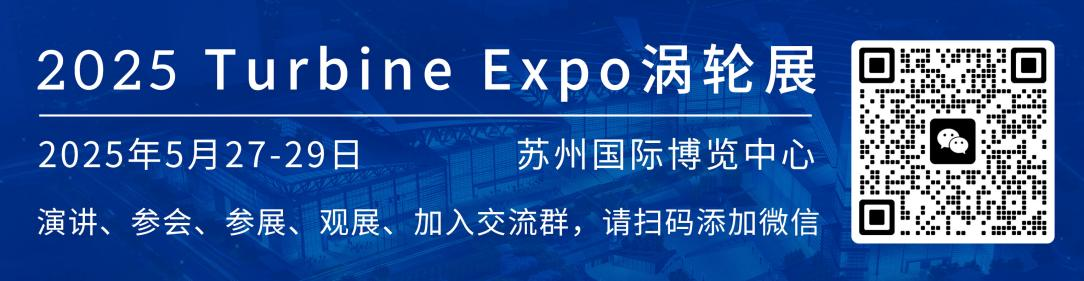 2025 Turbine Expo涡轮展
2025年5月27-29日
苏州国际博览中心
演讲、参会、参展、观展、加入交流群，请扫码添加微信